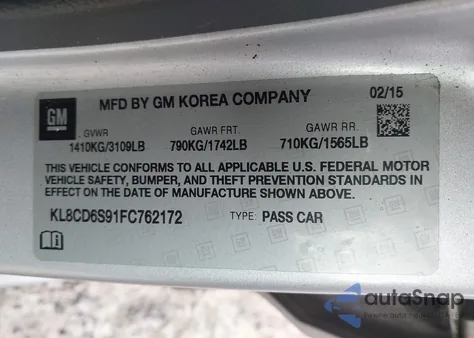 MFD BY GM KOREA COMPANY 02/15
GM
GVWR GAWR FRT. GAWR RR.
1410KG/3109LB 790KG/1742LB 710KG/1565LB
THIS VEHICLE CONFORMS TO ALL APPLICABLE U.S. FEDERAL MOTOR
VEHICLE SAFETY, BUMPER, AND THEFT PREVENTION STANDARDS IN
EFFECT ON THE DATE OF MANUFACTURE SHOWN ABOVE.
KL8CD6S91FC762172 TYPE: PASS CAR
autoSnap